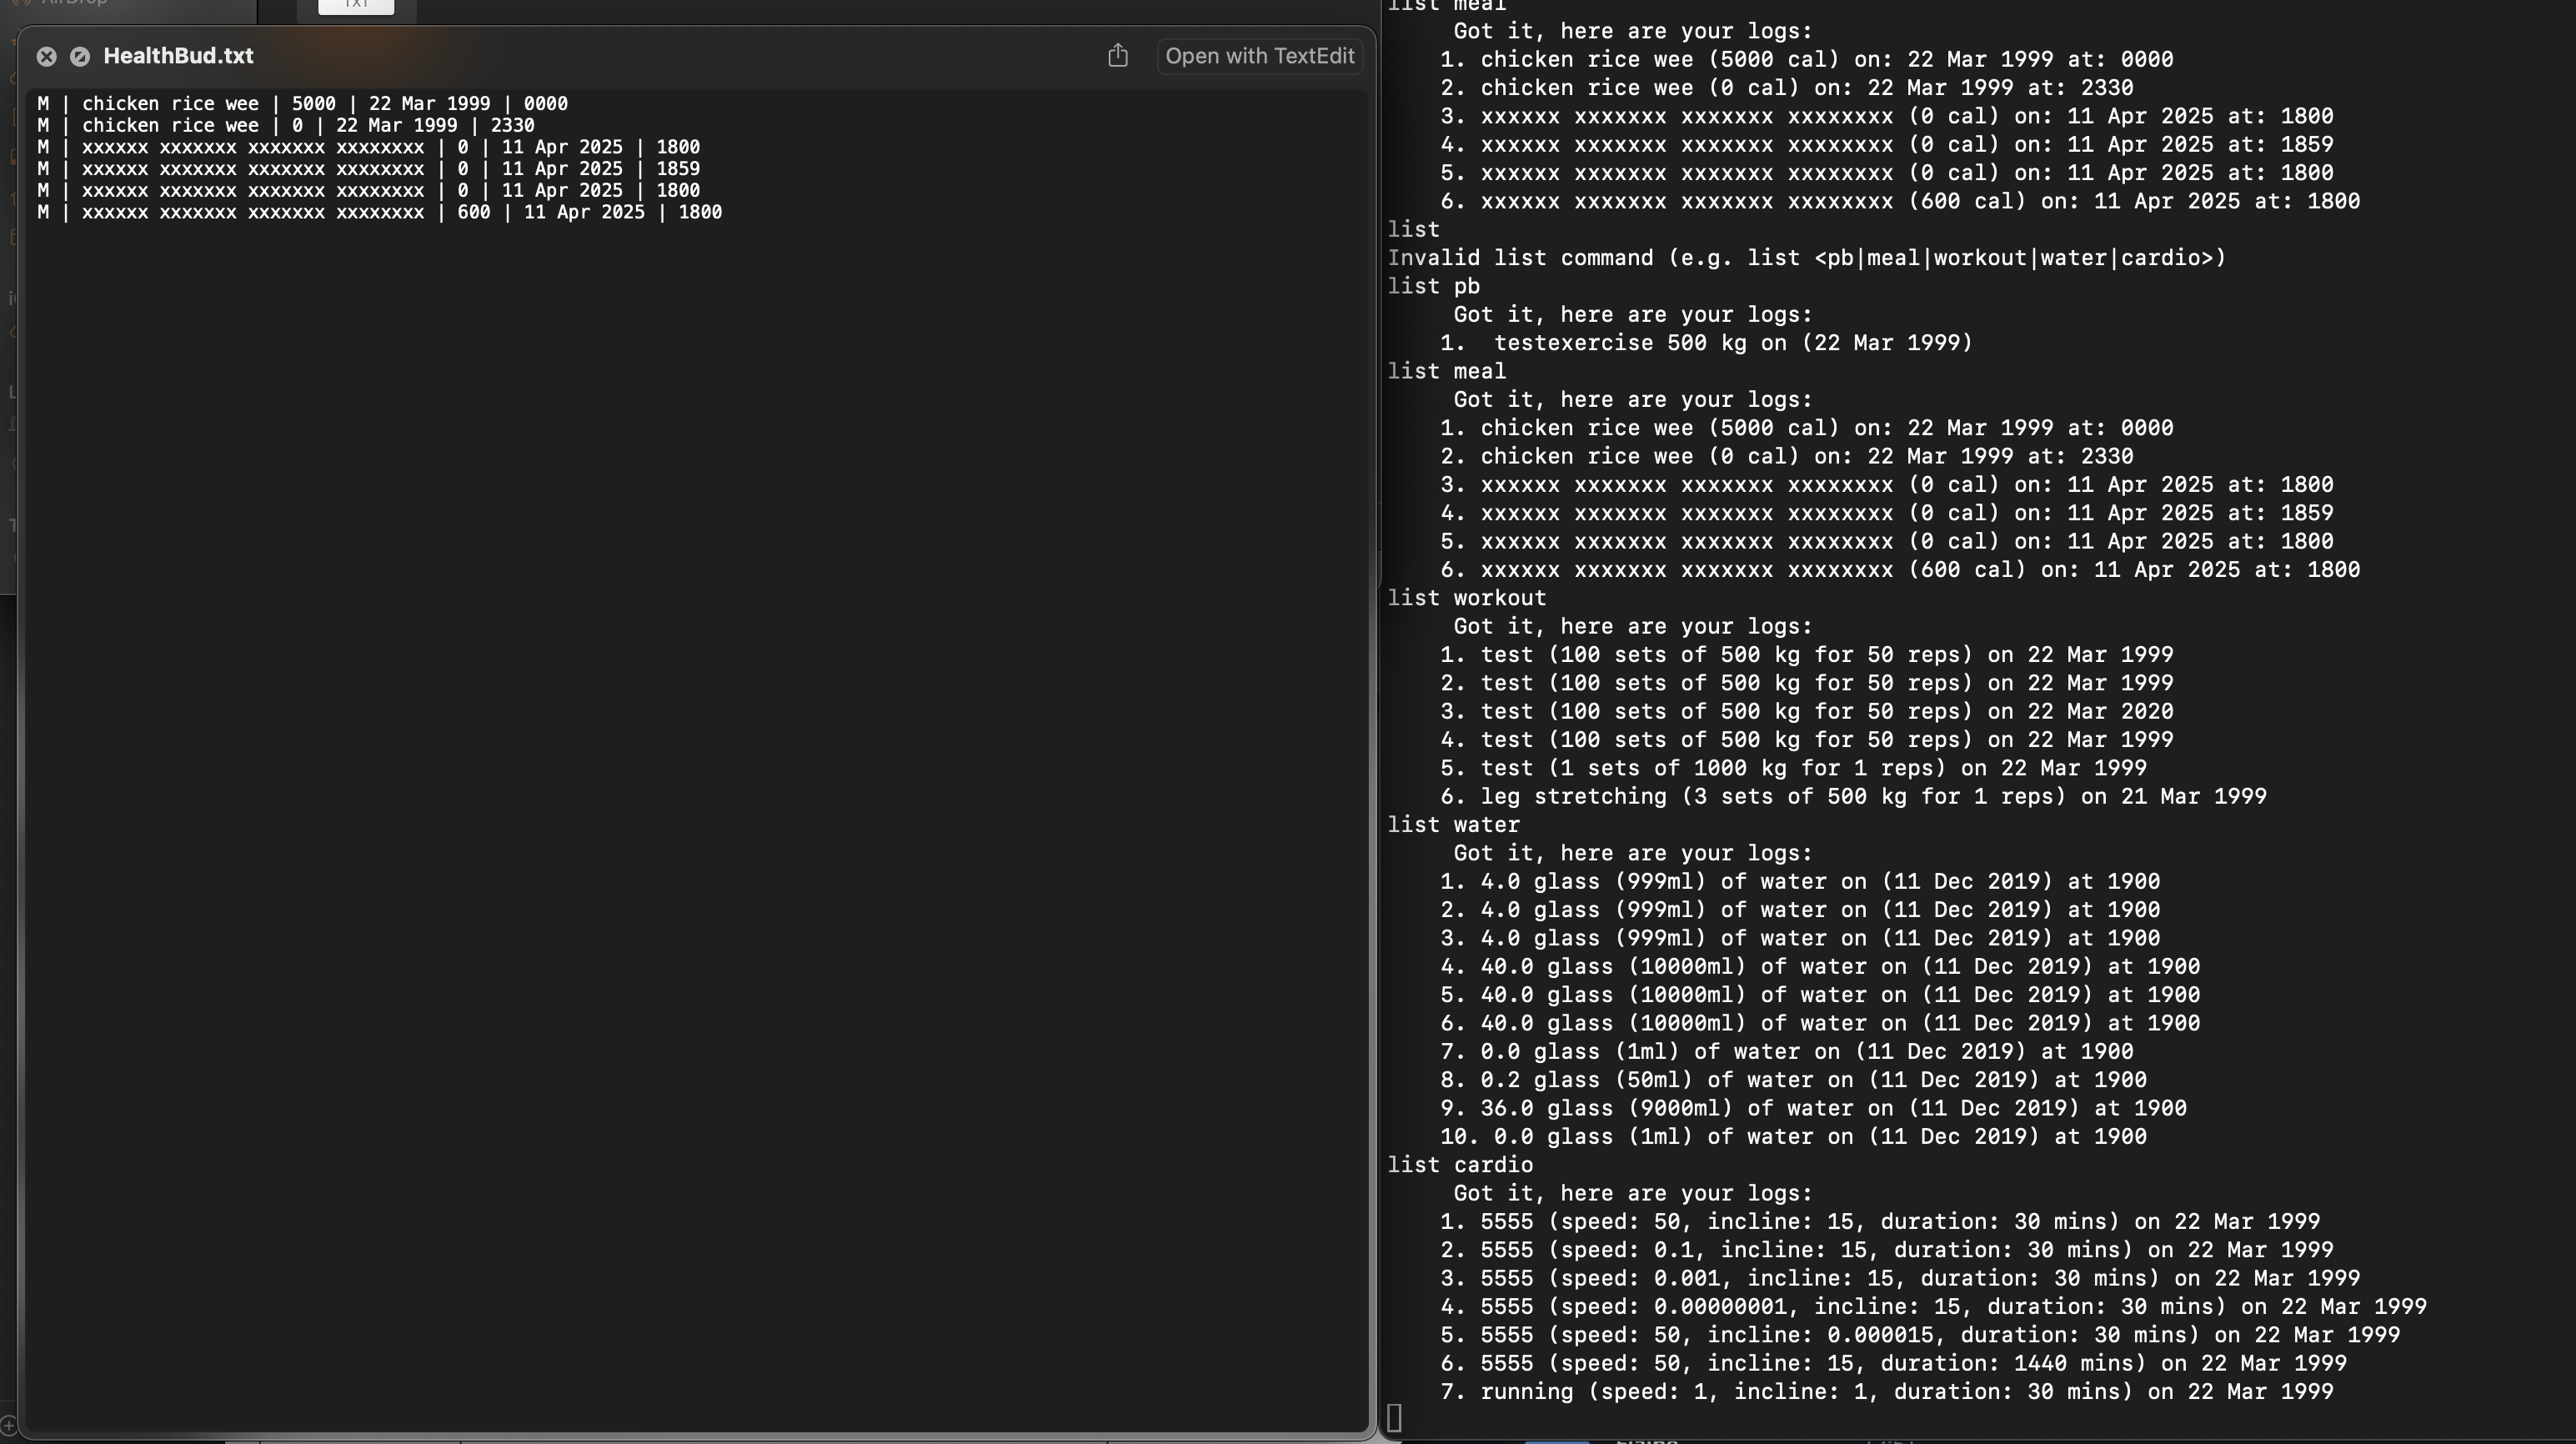 AirDrop
TXT
HealthBud.txt
Open with TextEdit
M | chicken rice wee | 5000 | 22 Mar 1999 | 0000
M | chicken rice wee | 0 | 22 Mar 1999 | 2330
M | xxxxxx xxxxxxx xxxxxxx xxxxxxxx | 0 | 11 Apr 2025 | 1800
M | xxxxxx xxxxxxx xxxxxxx xxxxxxxx | 0 | 11 Apr 2025 | 1859
M | xxxxxx xxxxxxx xxxxxxx xxxxxxxx | 0 | 11 Apr 2025 | 1800
M | xxxxxx xxxxxxx xxxxxxx xxxxxxxx | 600 | 11 Apr 2025 | 1800
list meal
Got it, here are your logs:
1. chicken rice wee (5000 cal) on: 22 Mar 1999 at: 0000
2. chicken rice wee (0 cal) on: 22 Mar 1999 at: 2330
3. xxxxxx xxxxxxx xxxxxxx xxxxxxxx (0 cal) on: 11 Apr 2025 at: 1800
4. xxxxxx xxxxxxx xxxxxxx xxxxxxxx (0 cal) on: 11 Apr 2025 at: 1859
5. xxxxxx xxxxxxx xxxxxxx xxxxxxxx (0 cal) on: 11 Apr 2025 at: 1800
6. xxxxxx xxxxxxx xxxxxxx xxxxxxxx (600 cal) on: 11 Apr 2025 at: 1800
list
Invalid list command (e.g. list <pb|meal|workout|water|cardio>)
list pb
Got it, here are your logs:
1.  testexercise 500 kg on (22 Mar 1999)
list meal
Got it, here are your logs:
1. chicken rice wee (5000 cal) on: 22 Mar 1999 at: 0000
2. chicken rice wee (0 cal) on: 22 Mar 1999 at: 2330
3. xxxxxx xxxxxxx xxxxxxx xxxxxxxx (0 cal) on: 11 Apr 2025 at: 1800
4. xxxxxx xxxxxxx xxxxxxx xxxxxxxx (0 cal) on: 11 Apr 2025 at: 1859
5. xxxxxx xxxxxxx xxxxxxx xxxxxxxx (0 cal) on: 11 Apr 2025 at: 1800
6. xxxxxx xxxxxxx xxxxxxx xxxxxxxx (600 cal) on: 11 Apr 2025 at: 1800
list workout
Got it, here are your logs:
1. test (100 sets of 500 kg for 50 reps) on 22 Mar 1999
2. test (100 sets of 500 kg for 50 reps) on 22 Mar 1999
3. test (100 sets of 500 kg for 50 reps) on 22 Mar 2020
4. test (100 sets of 500 kg for 50 reps) on 22 Mar 1999
5. test (1 sets of 1000 kg for 1 reps) on 22 Mar 1999
6. leg stretching (3 sets of 500 kg for 1 reps) on 21 Mar 1999
list water
Got it, here are your logs:
1. 4.0 glass (999ml) of water on (11 Dec 2019) at 1900
2. 4.0 glass (999ml) of water on (11 Dec 2019) at 1900
3. 4.0 glass (999ml) of water on (11 Dec 2019) at 1900
4. 40.0 glass (10000ml) of water on (11 Dec 2019) at 1900
5. 40.0 glass (10000ml) of water on (11 Dec 2019) at 1900
6. 40.0 glass (10000ml) of water on (11 Dec 2019) at 1900
7. 0.0 glass (1ml) of water on (11 Dec 2019) at 1900
8. 0.2 glass (50ml) of water on (11 Dec 2019) at 1900
9. 36.0 glass (9000ml) of water on (11 Dec 2019) at 1900
10. 0.0 glass (1ml) of water on (11 Dec 2019) at 1900
list cardio
Got it, here are your logs:
1. 5555 (speed: 50, incline: 15, duration: 30 mins) on 22 Mar 1999
2. 5555 (speed: 0.1, incline: 15, duration: 30 mins) on 22 Mar 1999
3. 5555 (speed: 0.001, incline: 15, duration: 30 mins) on 22 Mar 1999
4. 5555 (speed: 0.00000001, incline: 15, duration: 30 mins) on 22 Mar 1999
5. 5555 (speed: 50, incline: 0.000015, duration: 30 mins) on 22 Mar 1999
6. 5555 (speed: 50, incline: 15, duration: 1440 mins) on 22 Mar 1999
7. running (speed: 1, incline: 1, duration: 30 mins) on 22 Mar 1999